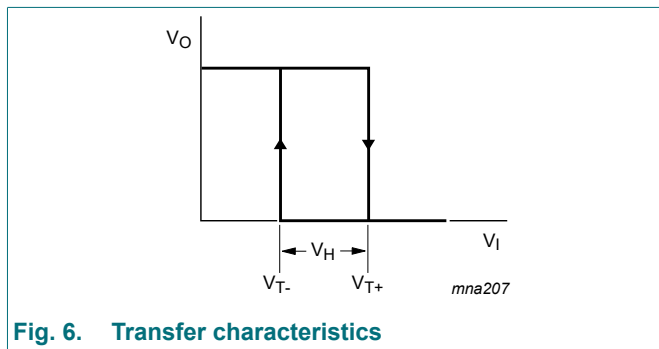 VO
VH
VI
VT-
VT+
mna207
Fig. 6. Transfer characteristics